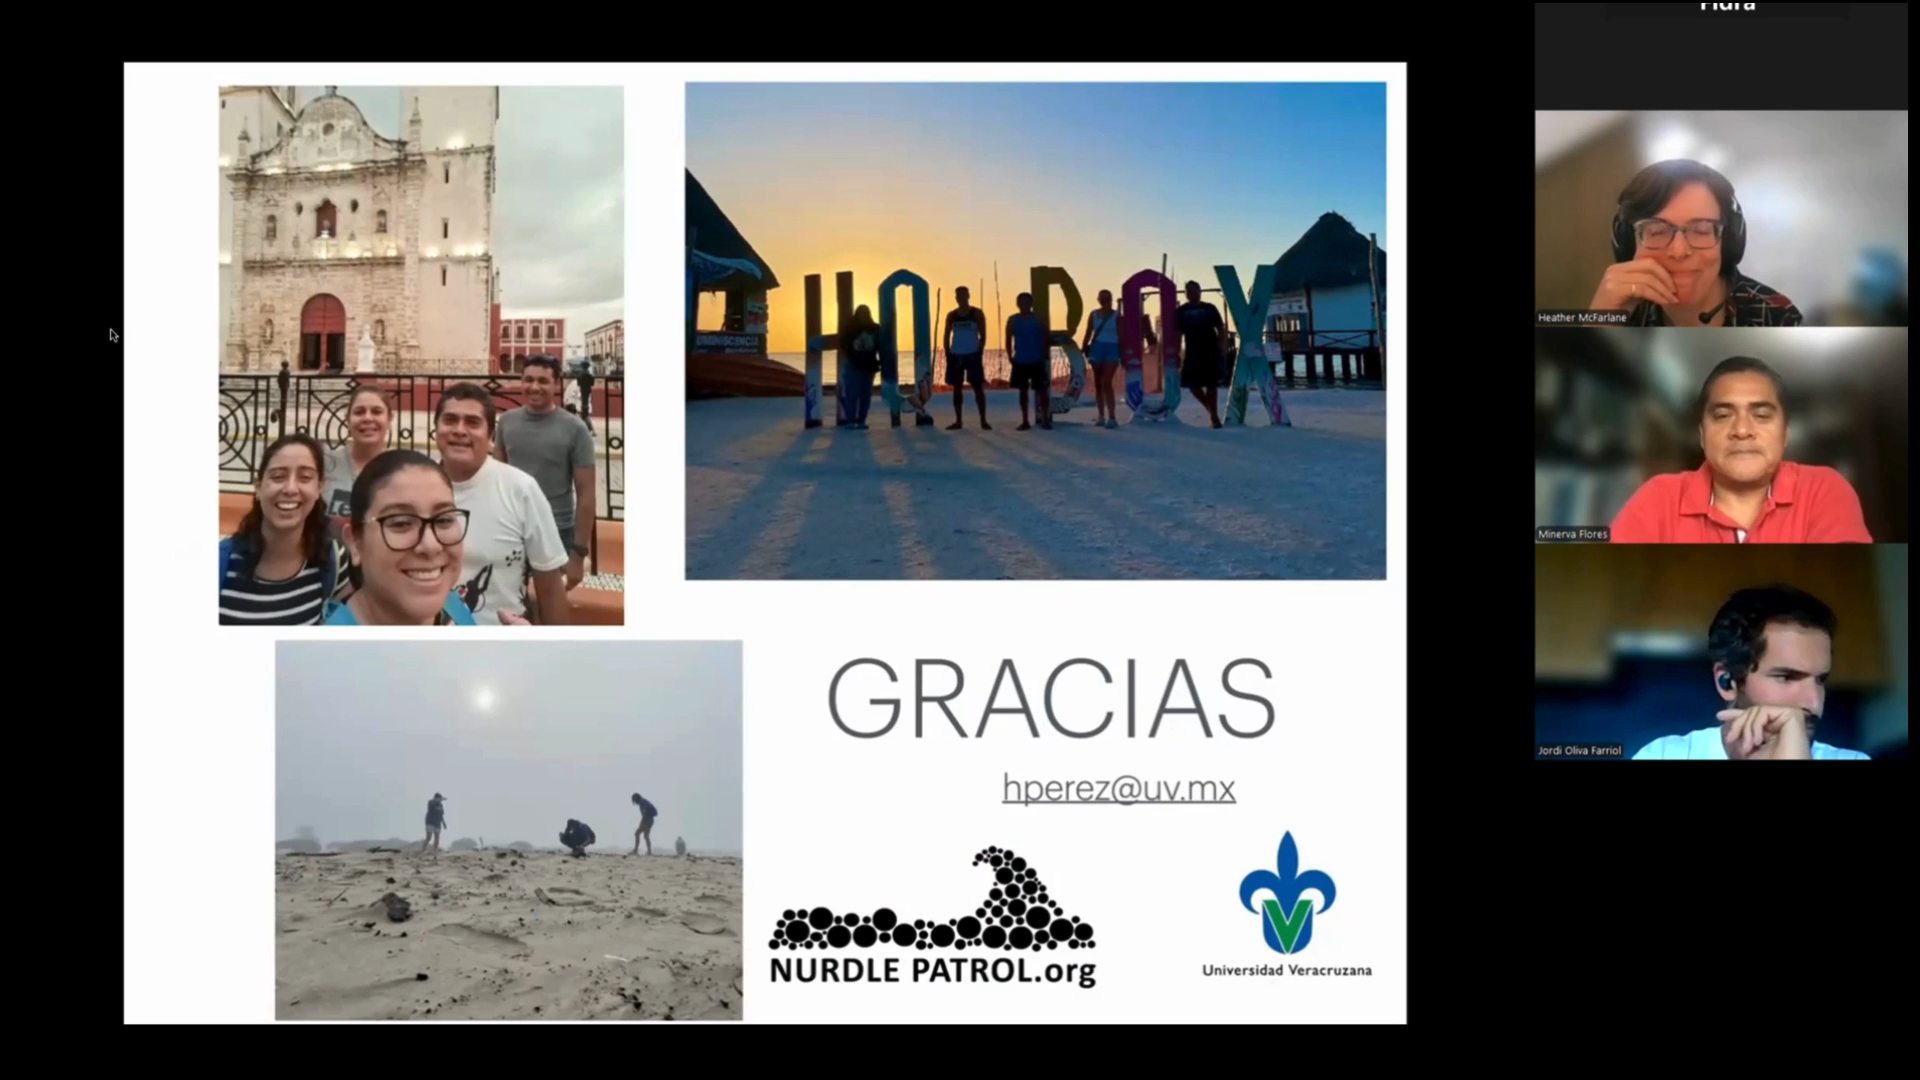 HOLBOX
GRACIAS
hperez@uv.mx
NURDLE PATROL.org
Universidad Veracruzana
Heather McFarlane
Minerva Flores
Jordi Oliva Farriol